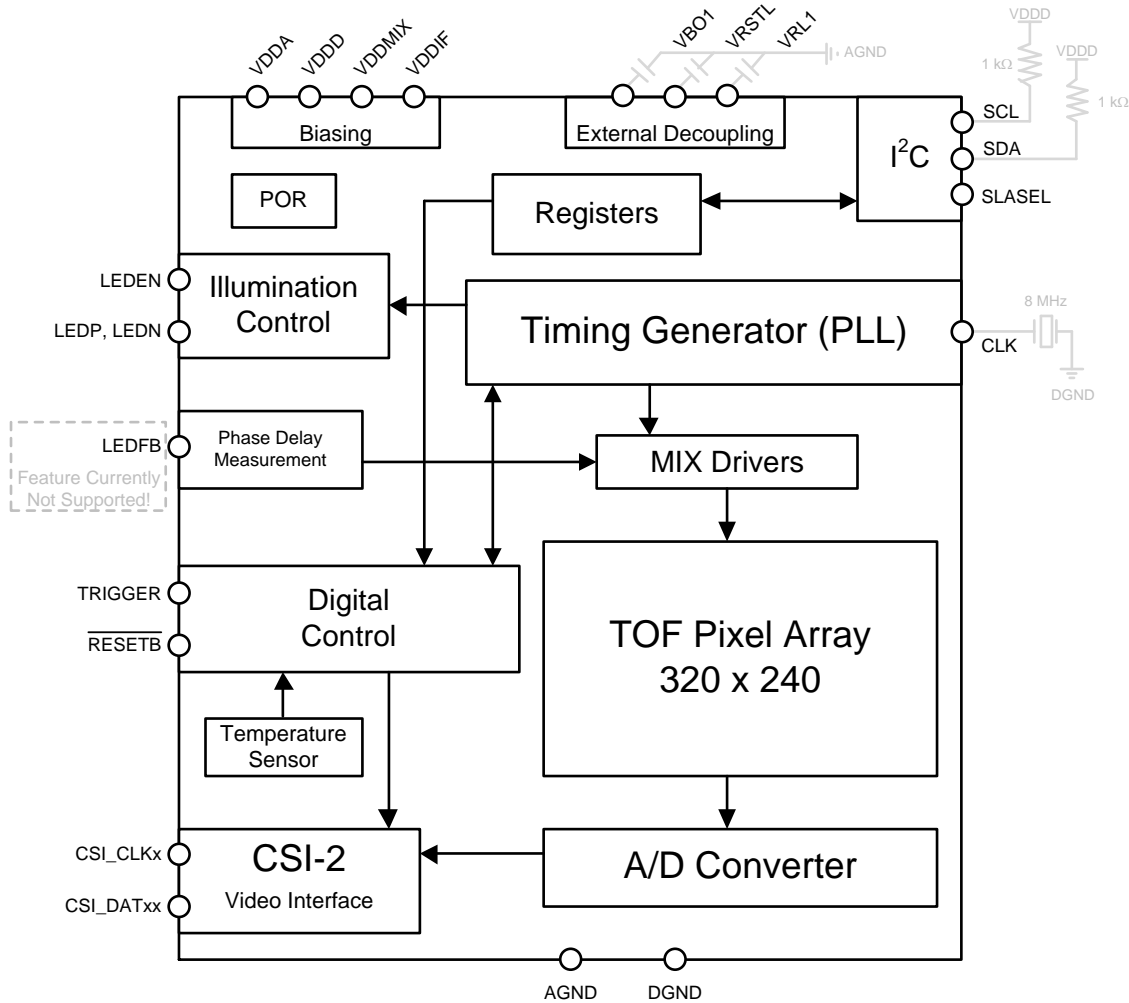 VDDA
VDDD
VDDMIX
VDDIF
VBO1
VRSTL
VRL1
AGND
VDDD
1 kΩ
VDDD
1 kΩ
Biasing
External Decoupling
I²C
SCL
SDA
SLASEL
POR
Registers
LEDEN
LEDP, LEDN
Illumination
Control
Timing Generator (PLL)
8 MHz
CLK
DGND
LEDFB
Feature Currently
Not Supported!
Phase Delay
Measurement
MIX Drivers
TRIGGER
RESETB
Digital
Control
TOF Pixel Array
320 x 240
Temperature
Sensor
CSI_CLKx
CSI_DATxx
CSI-2
Video Interface
A/D Converter
AGND
DGND